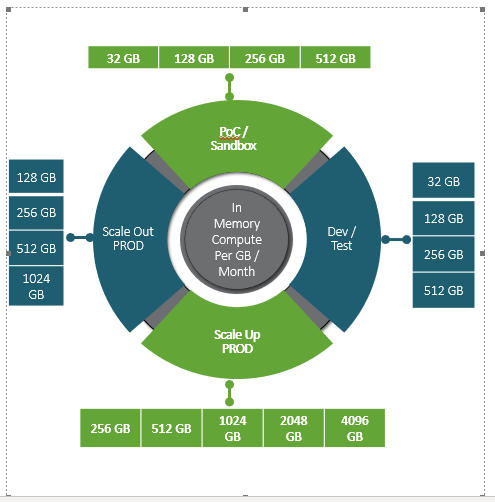 32 GB 128 GB 256 GB 512 GB
PoC /
Sandbox
128 GB
256 GB
512 GB
1024
GB
Scale Out
PROD
In
Memory
Compute
Per GB /
Month
Dev /
Test
32 GB
128 GB
256 GB
512 GB
Scale Up
PROD
256 GB 512 GB 1024 GB 2048 GB 4096 GB